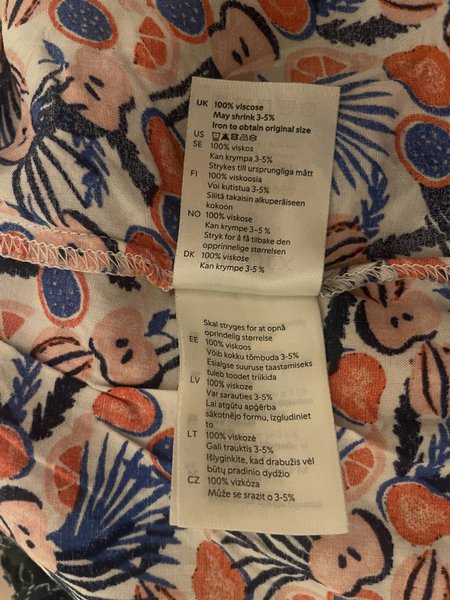 UK 100% viscose
May shrink 3-5%
Iron to obtain original size
US
SE 100% viskos
Kan krympa 3-5%
Strykes till ursprungliga mått
FI 100% viskoosia
Voi kutistua 3-5%
Silitä takaisin alkuperäiseen
kokoon
NO 100% viskose
Kan krympe 3–5 %
Stryk for å få tilbake den
opprinnelige størrelsen
DK 100% viskose
Kan krympe 3-5 %
Skal stryges for at opnå
oprindelig størrelse
EE 100% viskoos
Võib kokku tõmbuda 3-5%
Esialgse suuruse taastamiseks
tuleb toodet triikida
LV 100% viskoze
Var sarauties 3-5%
Lai atgūtu apģērba
sākotnējo formu, izgludiniet
to
LT 100% viskozė
Gali trauktis 3-5%
Išlyginkite, kad drabužis vėl
būtų pradinio dydžio
CZ 100% vizkóza
Může se srazit o 3-5%